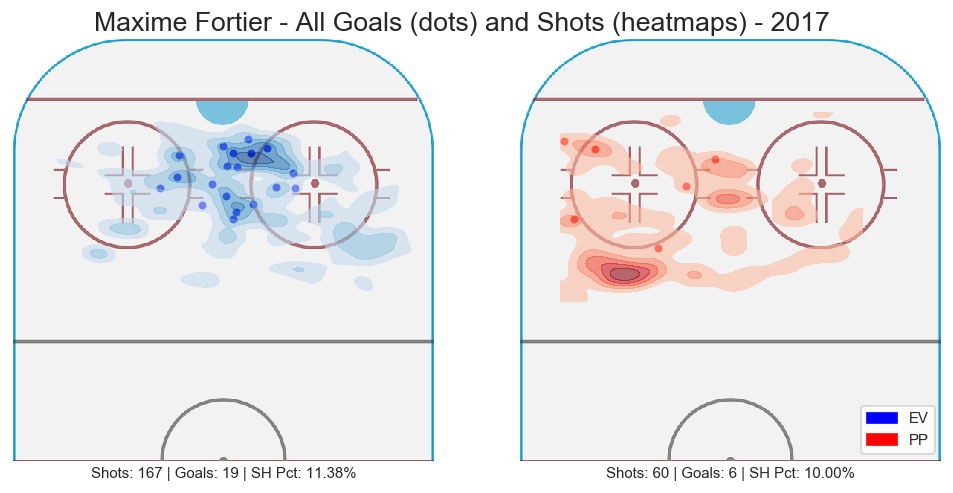 Maxime Fortier - All Goals (dots) and Shots (heatmaps) - 2017
EV
PP
Shots: 167 | Goals: 19 | SH Pct: 11.38%
Shots: 60 | Goals: 6 | SH Pct: 10.00%